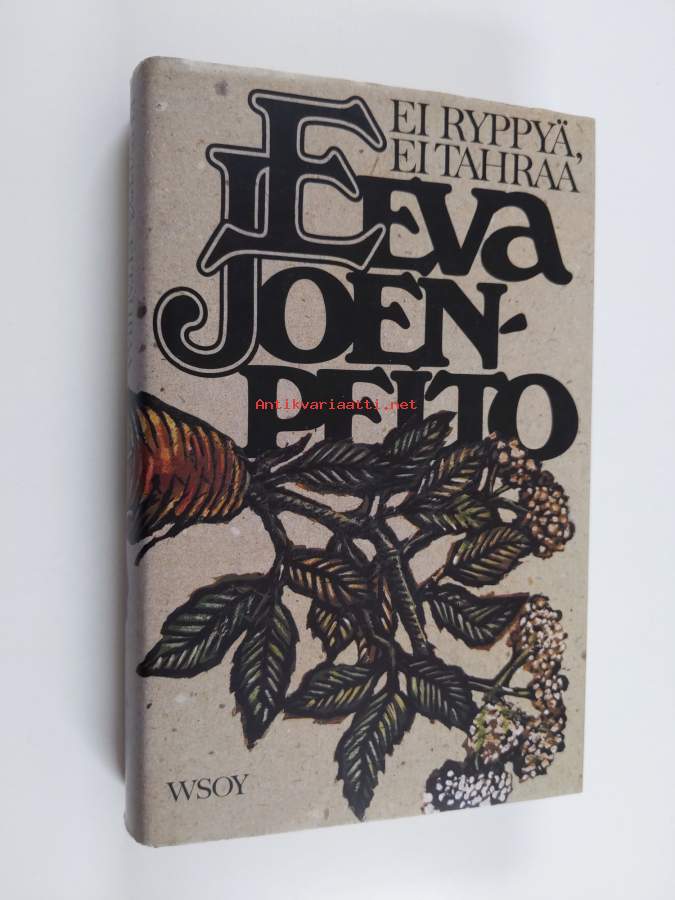 EI RYPPYÄ,
EI TAHRAA
EEVA
JOEN-
PELTO
Antikvariaatti.net
WSOY